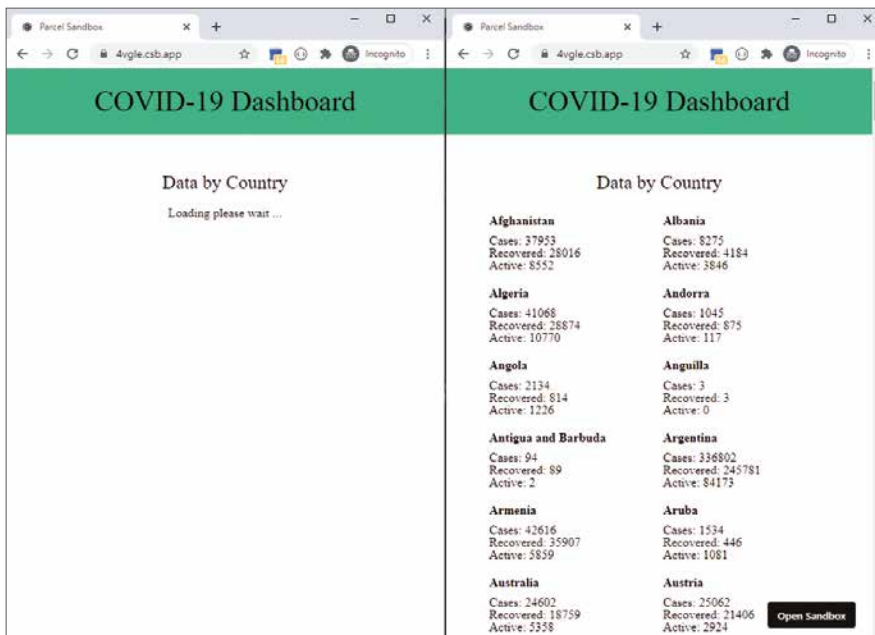 Parcel Sandbox
4vgle.csb.app
Incognito
COVID-19 Dashboard
Data by Country
Loading please wait ...
Parcel Sandbox
4vgle.csb.app
Incognito
COVID-19 Dashboard
Data by Country
Afghanistan
Cases: 37953
Recovered: 28016
Active: 8552
Albania
Cases: 8275
Recovered: 4184
Active: 3846
Algeria
Cases: 41068
Recovered: 28874
Active: 10770
Andorra
Cases: 1045
Recovered: 875
Active: 117
Angola
Cases: 2134
Recovered: 814
Active: 1226
Anguilla
Cases: 3
Recovered: 3
Active: 0
Antigua and Barbuda
Cases: 94
Recovered: 89
Active: 2
Argentina
Cases: 336802
Recovered: 245781
Active: 84173
Armenia
Cases: 42616
Recovered: 35907
Active: 5859
Aruba
Cases: 1534
Recovered: 446
Active: 1081
Australia
Cases: 24602
Recovered: 18759
Active: 5358
Austria
Cases: 25062
Recovered: 21406
Active: 2924
Open Sandbox